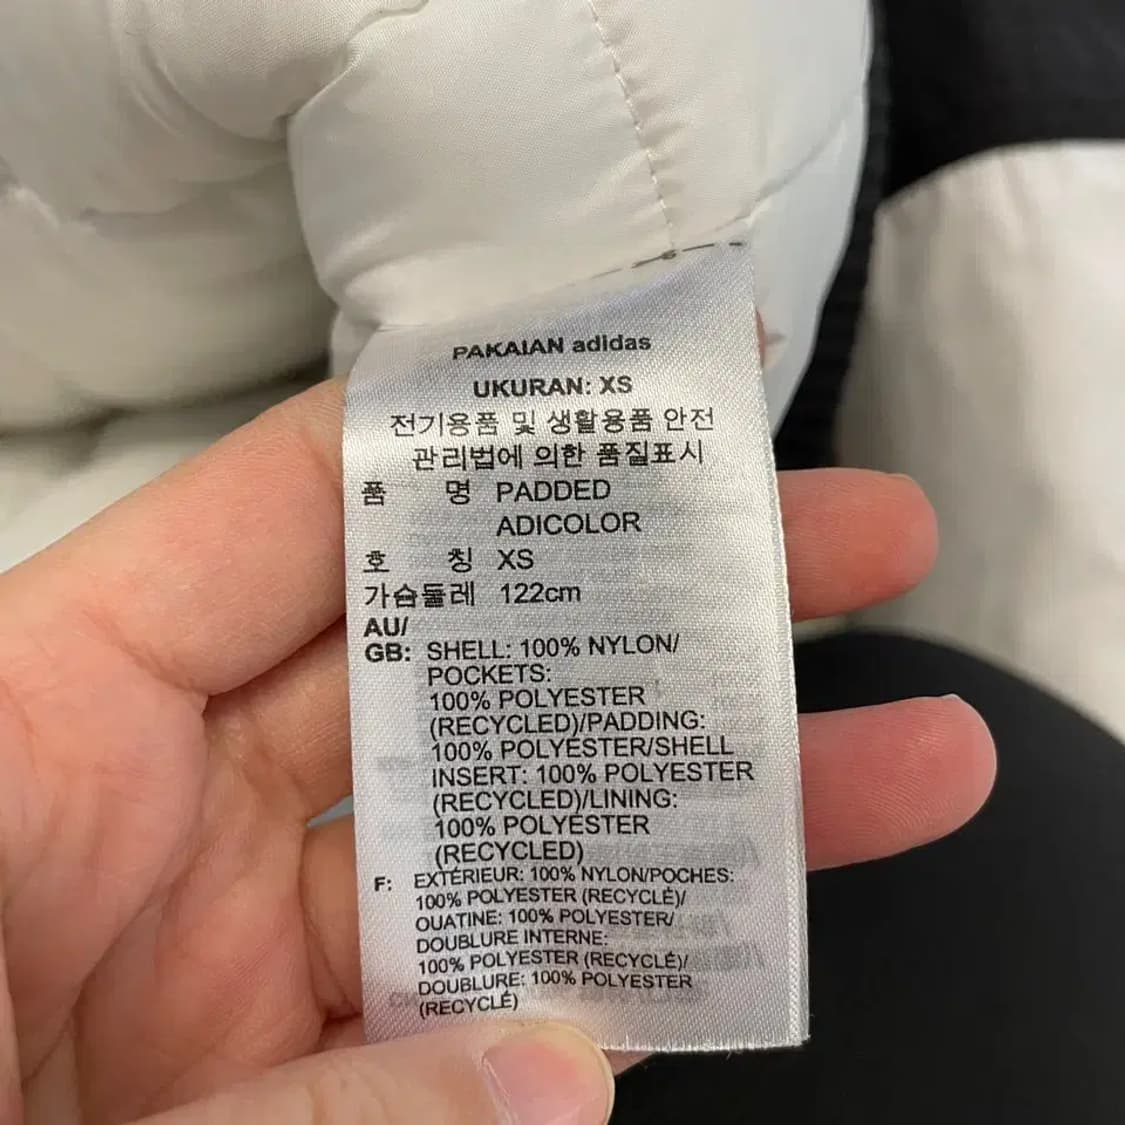 PAKAIAN adidas
UKURAN: XS
전기용품 및 생활용품 안전
관리법에 의한 품질표시
품 명 PADDED
ADICOLOR
호 칭 XS
가슴둘레 122cm
AU/
GB: SHELL: 100% NYLON/
POCKETS:
100% POLYESTER
(RECYCLED)/PADDING:
100% POLYESTER/SHELL
INSERT: 100% POLYESTER
(RECYCLED)/LINING:
100% POLYESTER
(RECYCLED)
F: EXTÉRIEUR: 100% NYLON/POCHES:
100% POLYESTER (RECYCLÉ)/
OUATINE: 100% POLYESTER/
DOUBLURE INTERNE:
100% POLYESTER (RECYCLÉ)/
DOUBLURE: 100% POLYESTER
(RECYCLÉ)